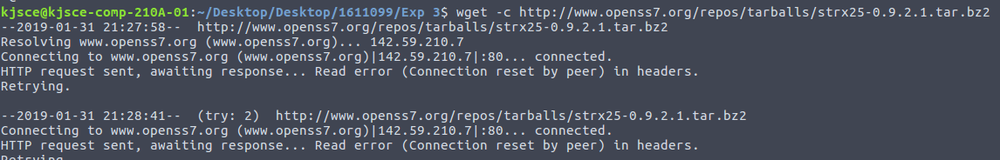 kjsce@kjsce-comp-210A-01:~/Desktop/Desktop/1611099/Exp 3$ wget -c http://www.openss7.org/repos/tarballs/strx25-0.9.2.1.tar.bz2
--2019-01-31 21:27:58--  http://www.openss7.org/repos/tarballs/strx25-0.9.2.1.tar.bz2
Resolving www.openss7.org (www.openss7.org)... 142.59.210.7
Connecting to www.openss7.org (www.openss7.org)|142.59.210.7|:80... connected.
HTTP request sent, awaiting response... Read error (Connection reset by peer) in headers.
Retrying.
--2019-01-31 21:28:41--  (try: 2)  http://www.openss7.org/repos/tarballs/strx25-0.9.2.1.tar.bz2
Connecting to www.openss7.org (www.openss7.org)|142.59.210.7|:80... connected.
HTTP request sent, awaiting response... Read error (Connection reset by peer) in headers.
Retrying.